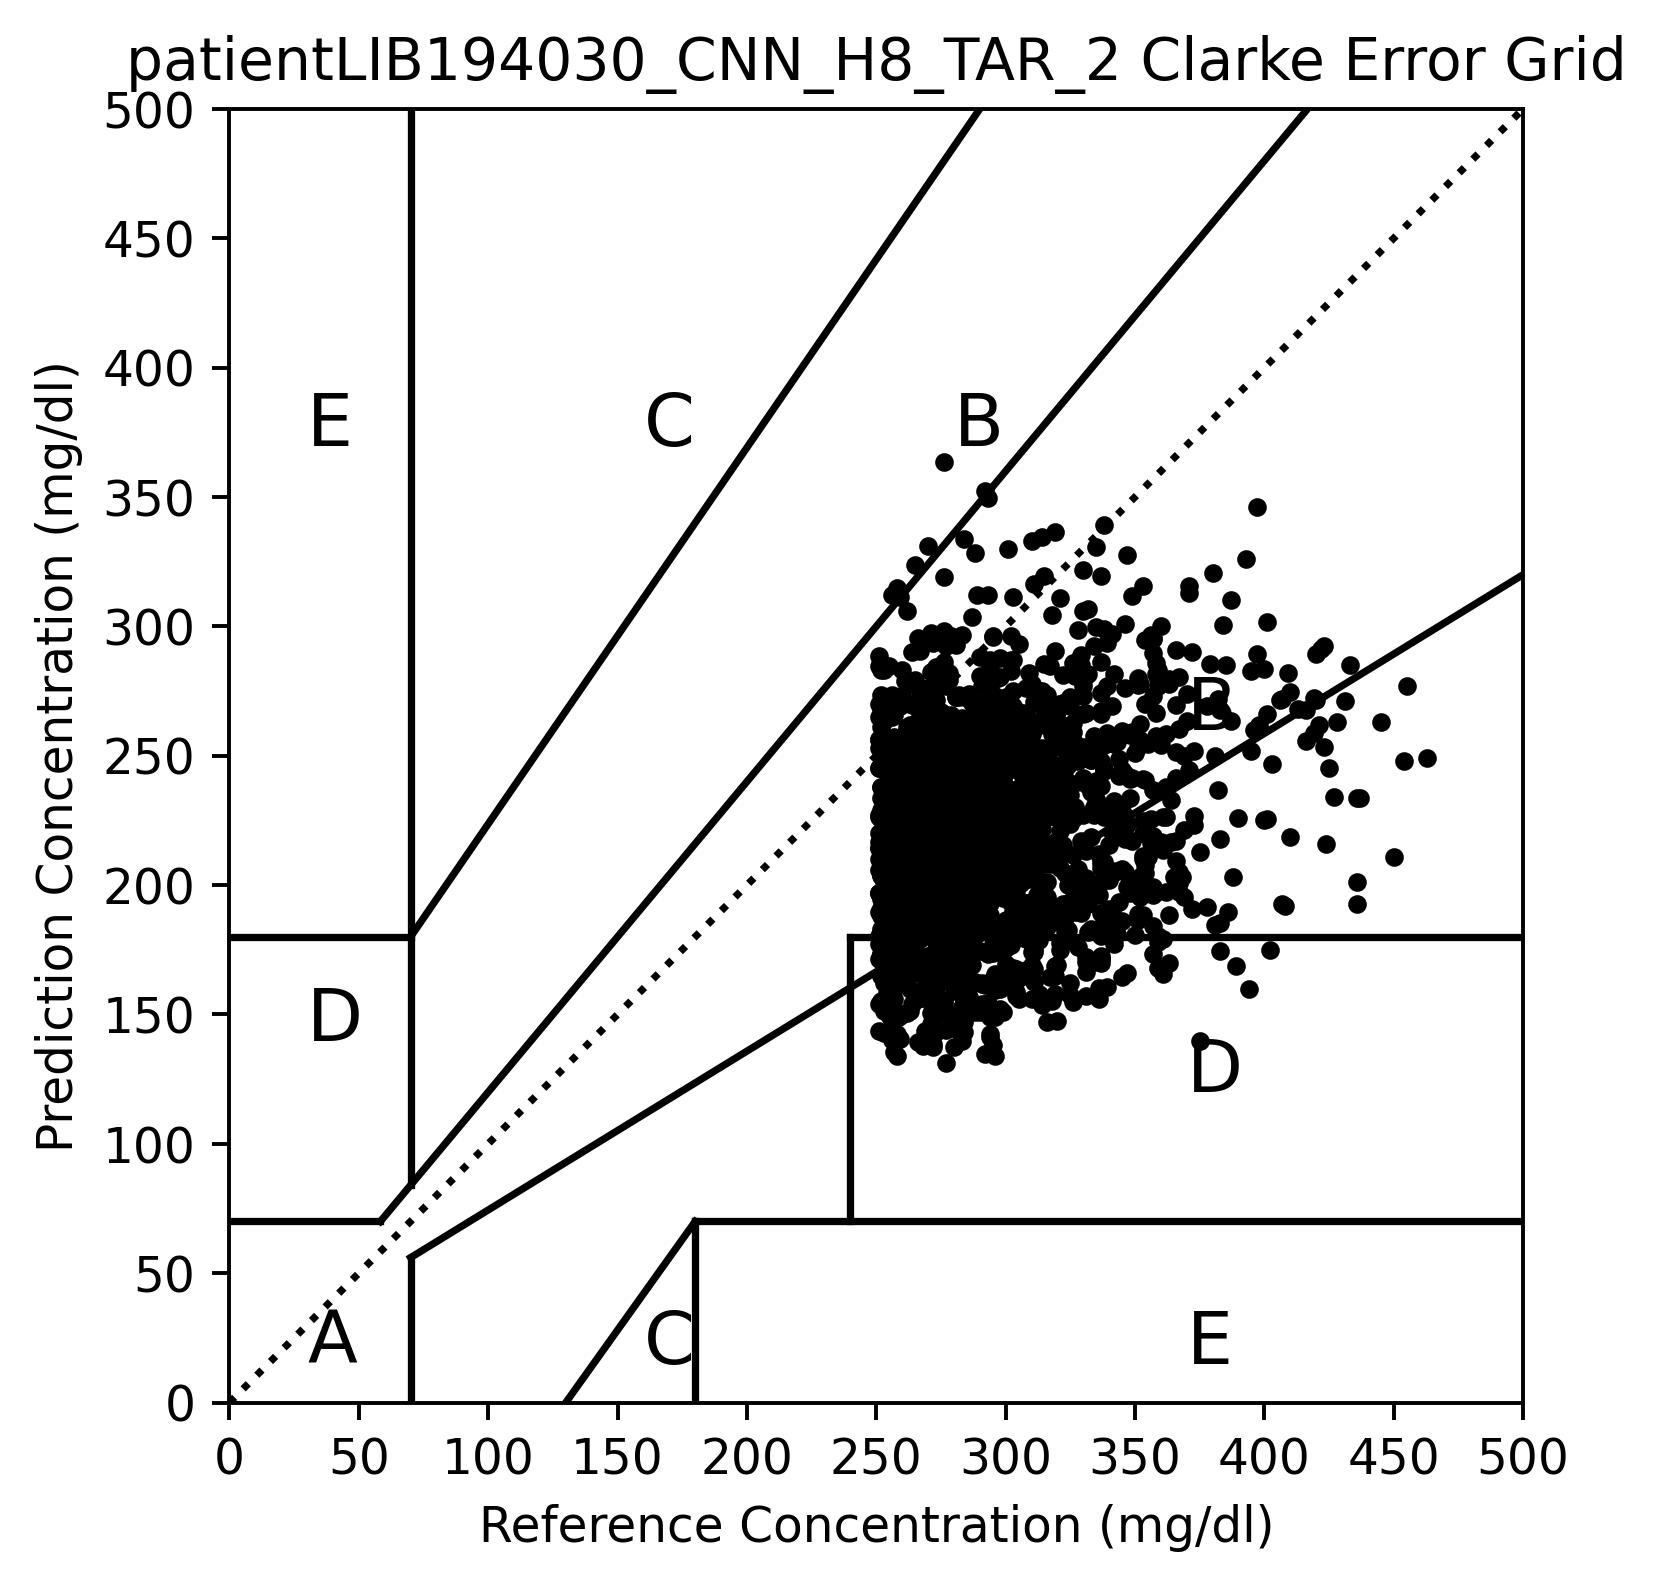 patientLIB194030_CNN_H8_TAR_2 Clarke Error Grid
Prediction Concentration (mg/dl)
500
450
400
350
300
250
200
150
100
50
0
E
C
B
B
D
D
A
C
E
0 50 100 150 200 250 300 350 400 450 500
Reference Concentration (mg/dl)